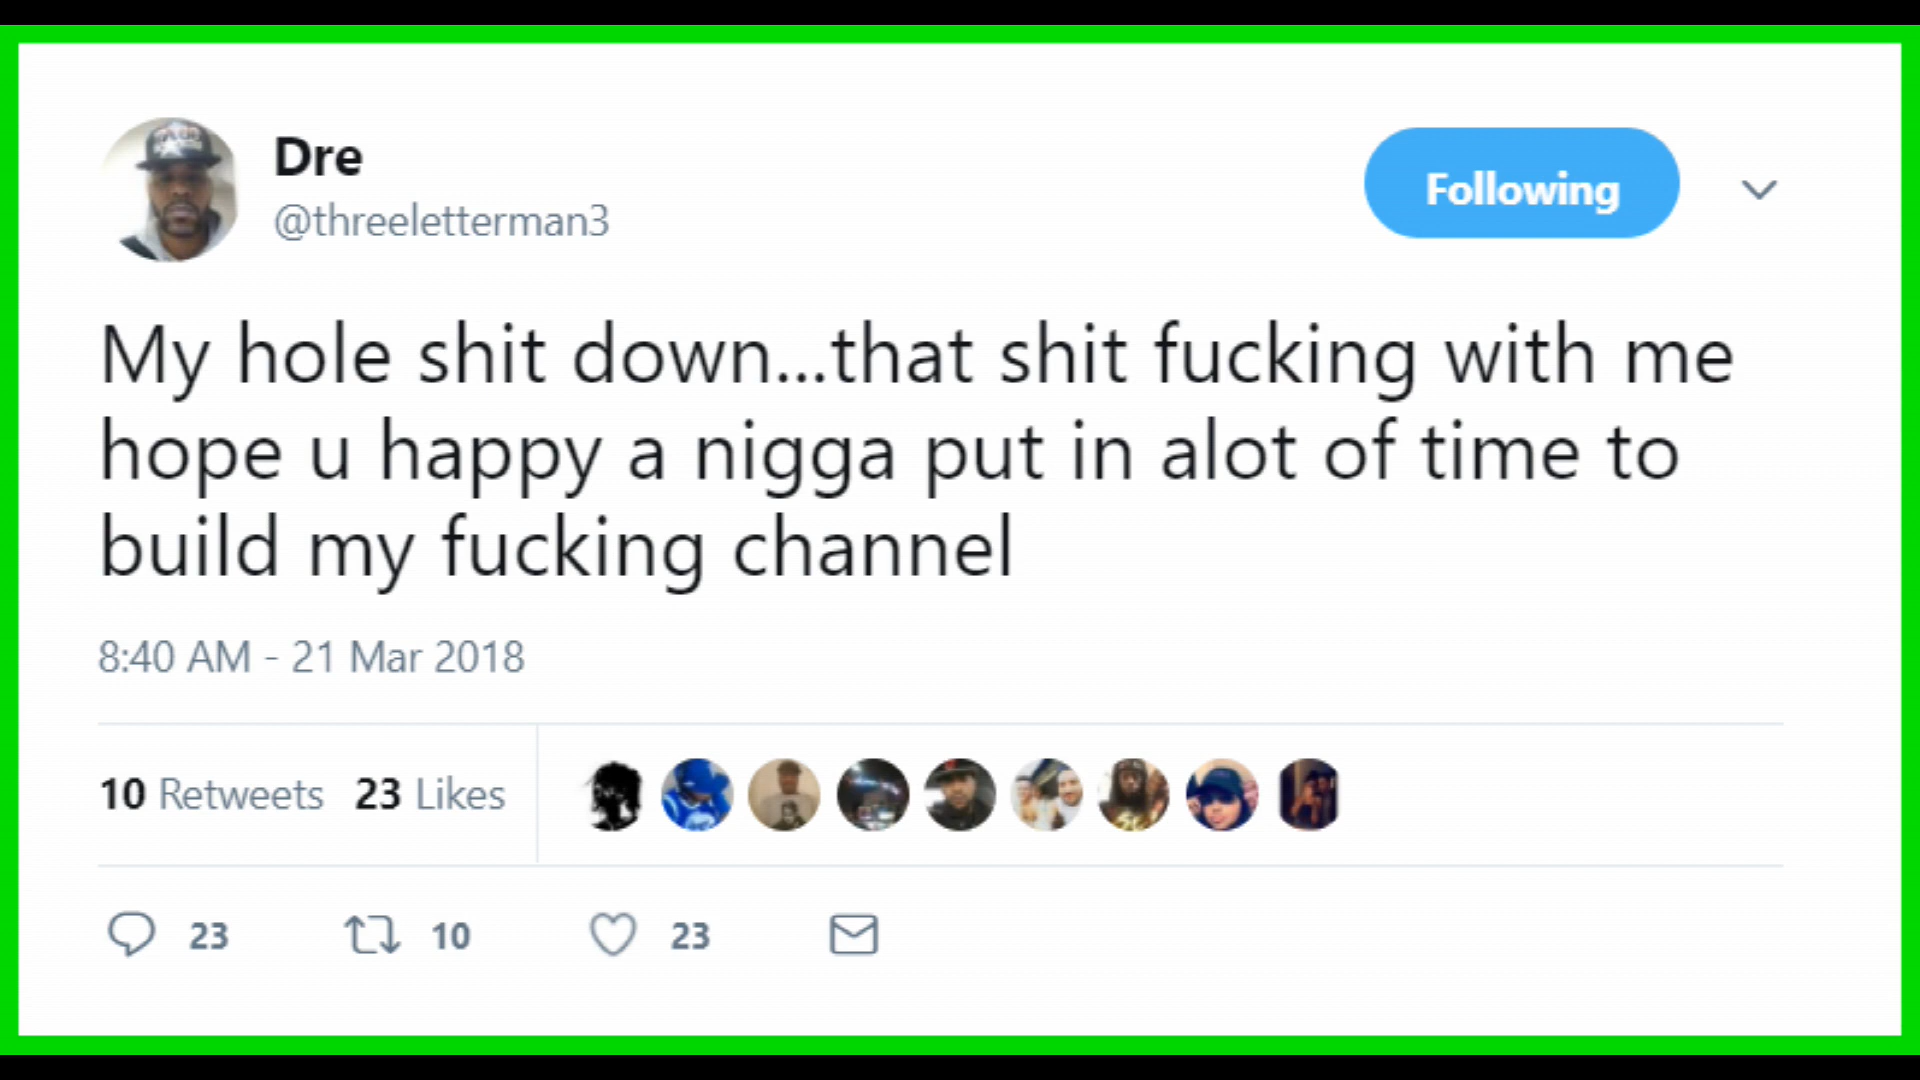 Dre
@threeletterman3
Following
My hole shit down...that shit fucking with me
hope u happy a nigga put in alot of time to
build my fucking channel
8:40 AM - 21 Mar 2018
10 Retweets 23 Likes
23 10 23